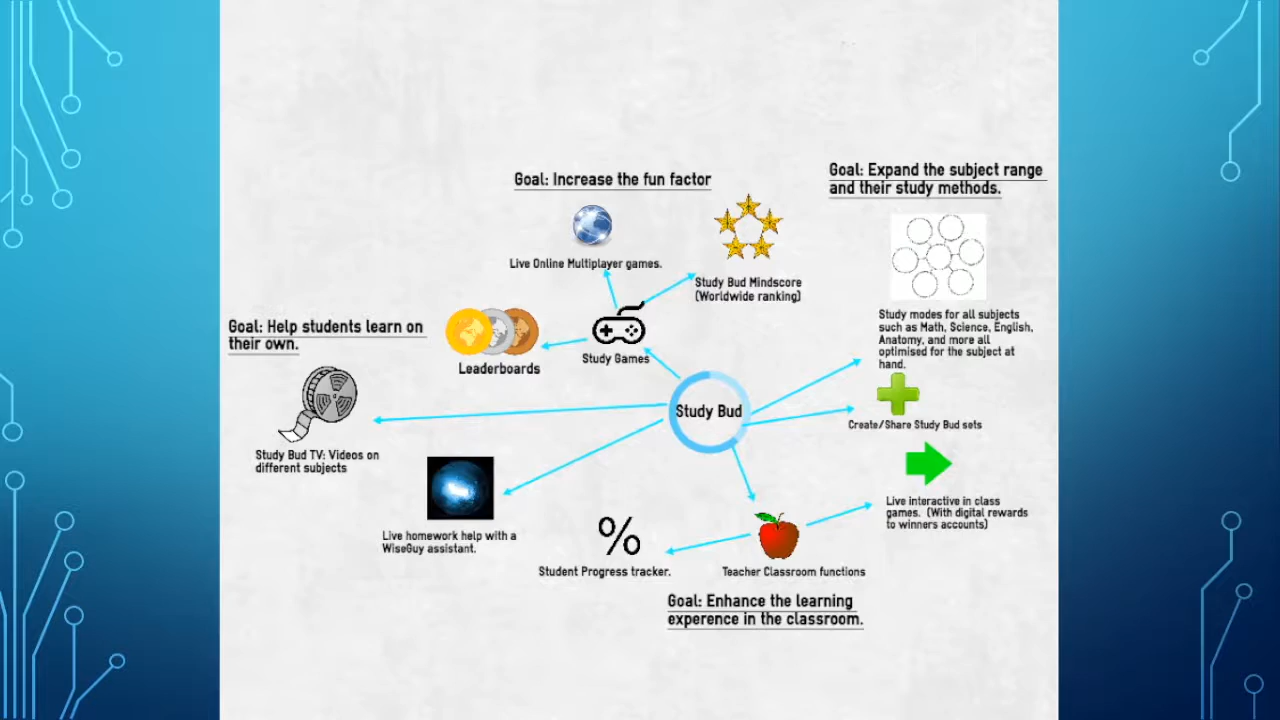 Goal: Increase the fun factor
Goal: Expand the subject range
and their study methods.
Live Online Multiplayer games.
Study Bud Mindscore
(Worldwide ranking)
Goal: Help students learn on
their own.
Leaderboards
Study Games
Study modes for all subjects
such as Math, Science, English,
Anatomy, and more all
optimised for the subject at
hand.
Study Bud
Create/Share Study Bud sets
Study Bud TV: Videos on
different subjects
Live homework help with a
WiseGuy assistant.
%
Student Progress tracker.
Teacher Classroom functions
Live interactive in class
games. (With digital rewards
to winners accounts)
Goal: Enhance the learning
experence in the classroom.